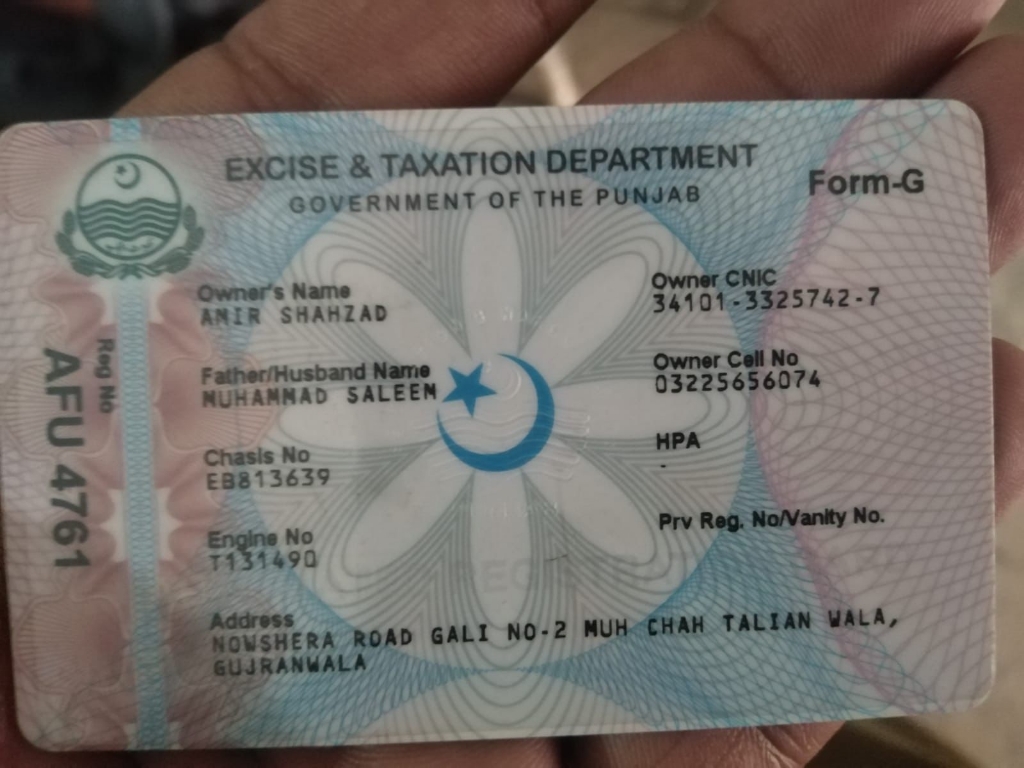 EXCISE & TAXATION DEPARTMENT
GOVERNMENT OF THE PUNJAB
Form-G
Reg No
AFU 4761
Owner's Name
AMIR SHAHZAD
Father/Husband Name
MUHAMMAD SALEEM
Chasis No
EB813639
Engine No
T131490
Address
NOWSHERA ROAD GALI NO-2 MUH CHAH TALIAN WALA,
GUJRANWALA
Owner CNIC
34101-3325742-7
Owner Cell No
03225656074
HPA
-
Prv Reg. No/Vanity No.